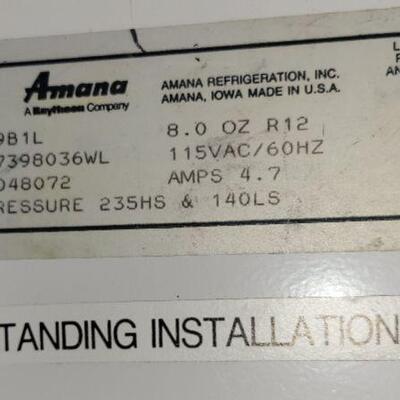 Amana
A Raytheon Company
AMANA REFRIGERATION, INC.
AMANA, IOWA MADE IN U.S.A.
9B1L
8.0 OZ R12
7398036WL
115VAC/60HZ
048072
AMPS 4.7
RESSURE 235HS & 140LS
L
AN
TANDING INSTALLATION